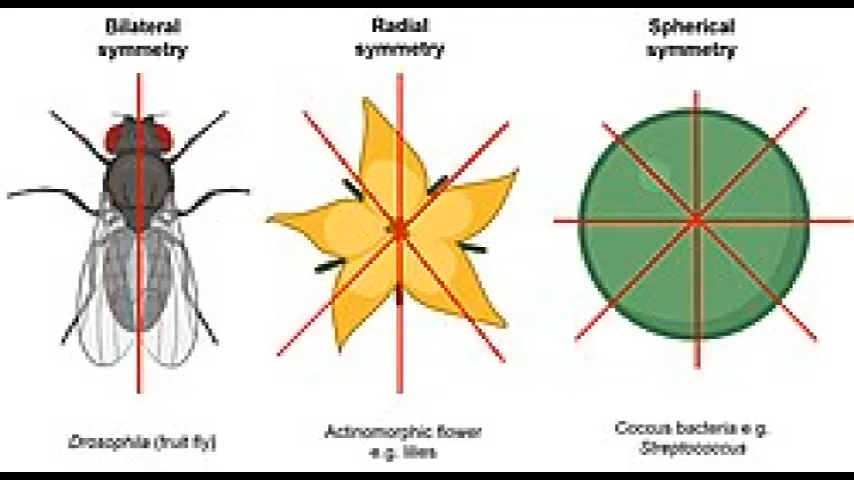 Bilateral
symmetry
Radial
symmetry
Spherical
symmetry
Drosophila (fruit fly)
Actinomorphic flower
e.g. lilies
Coccus bacteria e.g.
Streptococcus